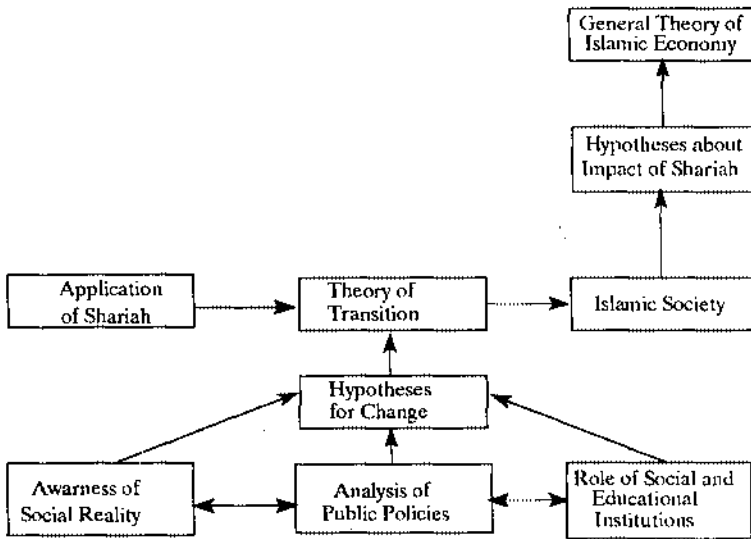 General Theory of
Islamic Economy
Hypotheses about
Impact of Shariah
Application
of Shariah
Theory of
Transition
Islamic Society
Hypotheses
for Change
Awarness of
Social Reality
Analysis of
Public Policies
Role of Social and
Educational
Institutions